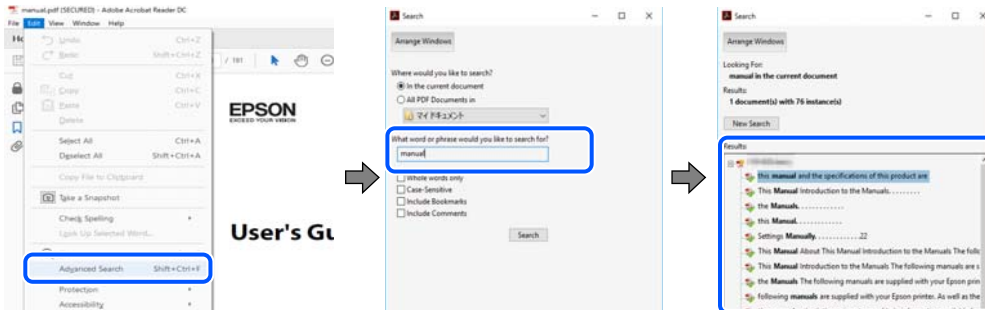 manual.pdf (SECURED) - Adobe Acrobat Reader DC
File Edit View Window Help
Undo Ctrl+Z
Redo Shift+Ctrl+Z
Cut Ctrl+X
Copy Ctrl+C
Paste Ctrl+V
Delete
Select All Ctrl+A
Deselect All Shift+Ctrl+A
Copy File to Clipboard
Take a Snapshot
Check Spelling
Look Up Selected Word...
Advanced Search Shift+Ctrl+F
Protection
Accessibility
/ 181
EPSON
EXCEED YOUR VISION
User's Gu
Search
Arrange Windows
Where would you like to search?
In the current document
All PDF Documents in
マイ ドキュメント
What word or phrase would you like to search for?
manual
Whole words only
Case-Sensitive
Include Bookmarks
Include Comments
Search
Search
Arrange Windows
Looking For:
manual in the current document
Results:
1 document(s) with 76 instance(s)
New Search
Results:
this manual and the specifications of this product are
This Manual Introduction to the Manuals. . . . . . . . .
the Manuals. . . . . . . . . . . . .
this Manual. . . . . . . . . . . . .
Settings Manually. . . . . . . . . . . . .22
This Manual About This Manual Introduction to the Manuals The follo
This Manual Introduction to the Manuals The following manuals are s
the Manuals The following manuals are supplied with your Epson prin
following manuals are supplied with your Epson printer. As well as the